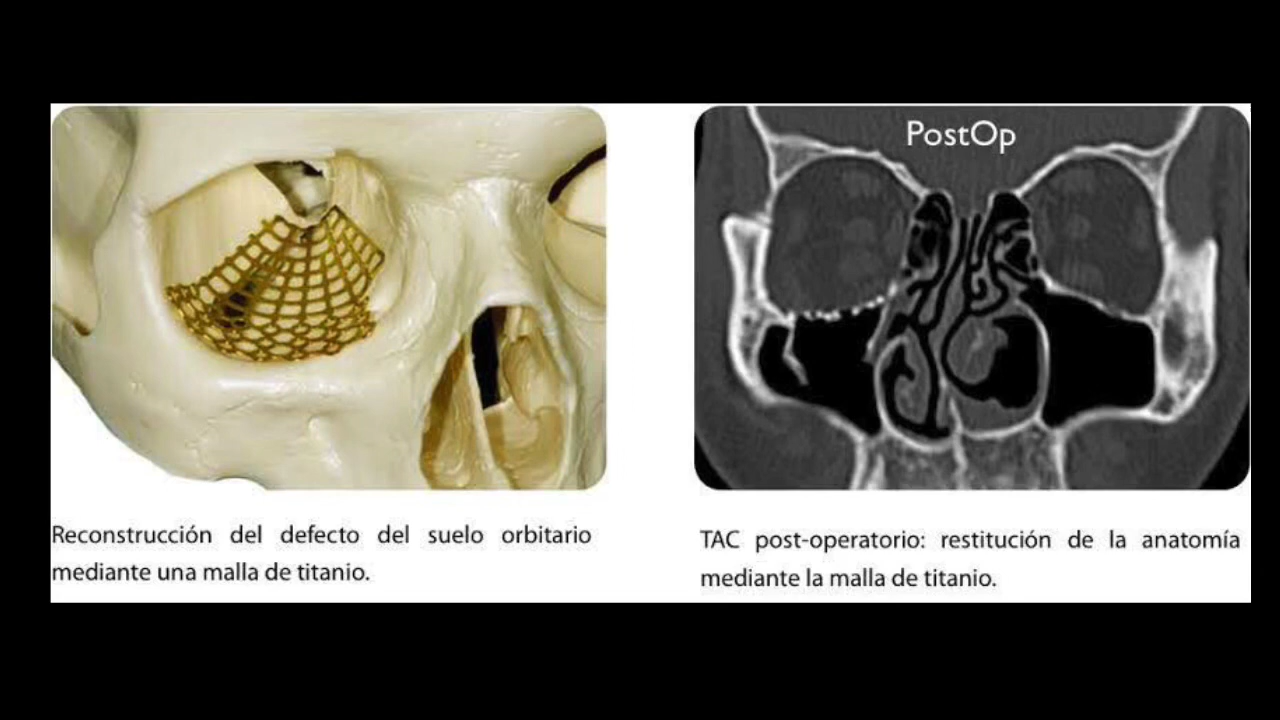 PostOp
Reconstrucción del defecto del suelo orbitario
mediante una malla de titanio.
TAC post-operatorio: restitución de la anatomía
mediante la malla de titanio.